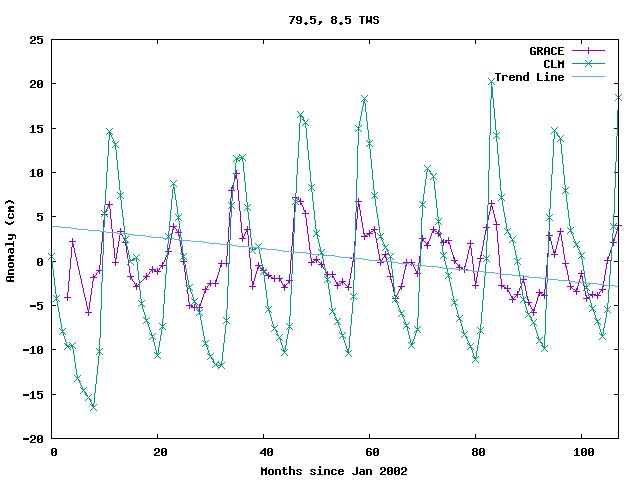 79.5, 8.5 TWS
GRACE
CLM
Trend Line
Anomaly (cm)
25
20
15
10
5
0
-5
-10
-15
-20
0 20 40 60 80 100
Months since Jan 2002